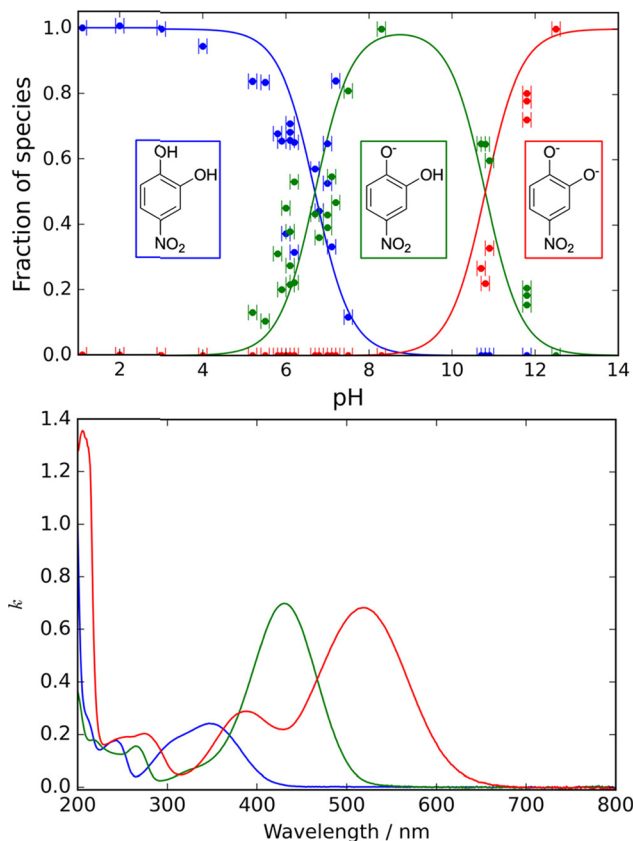 1.0
0.8
0.6
0.4
0.2
0.0
Fraction of species
OH
OH
NO₂
O⁻
OH
NO₂
O⁻
O⁻
NO₂
2 4 6 8 10 12 14
pH
1.4
1.2
1.0
0.8
0.6
0.4
0.2
0.0
k
200 300 400 500 600 700 800
Wavelength / nm